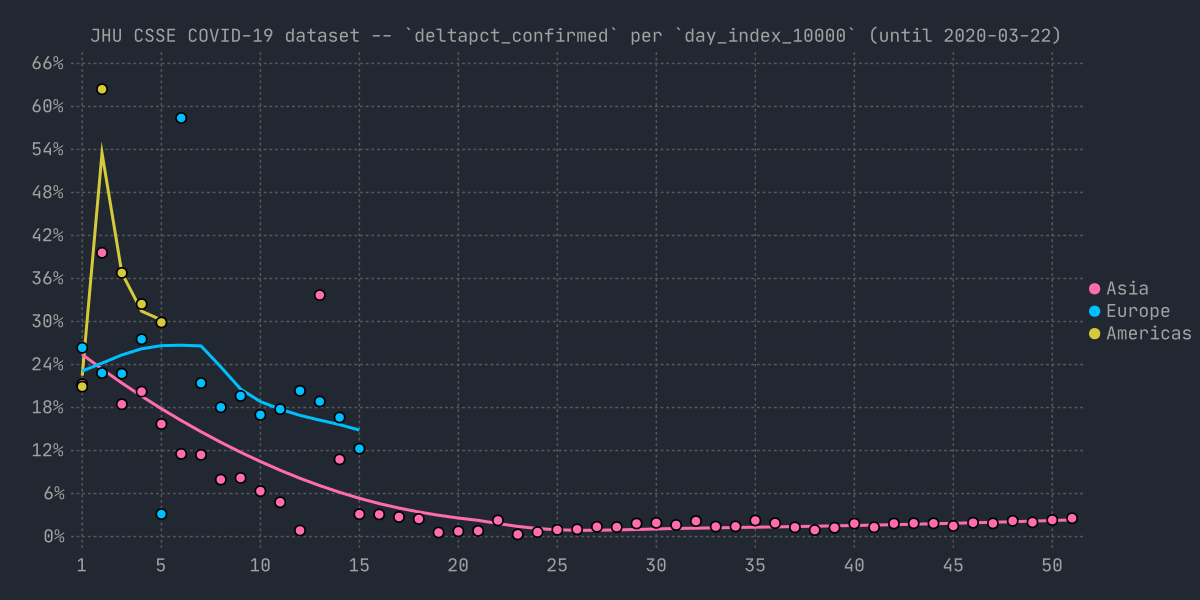 JHU CSSE COVID-19 dataset -- `deltapct_confirmed` per `day_index_10000` (until 2020-03-22)
66%
60%
54%
48%
42%
36%
30%
24%
18%
12%
6%
0%
1 5 10 15 20 25 30 35 40 45 50
Asia
Europe
Americas